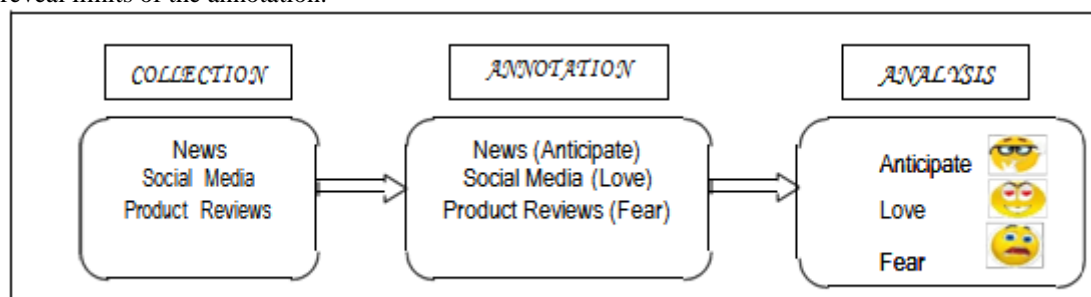 reveal limits of the annotation.
COLLECTION
ANNOTATION
ANALYSIS
News
Social Media
Product Reviews
News (Anticipate)
Social Media (Love)
Product Reviews (Fear)
Anticipate
Love
Fear